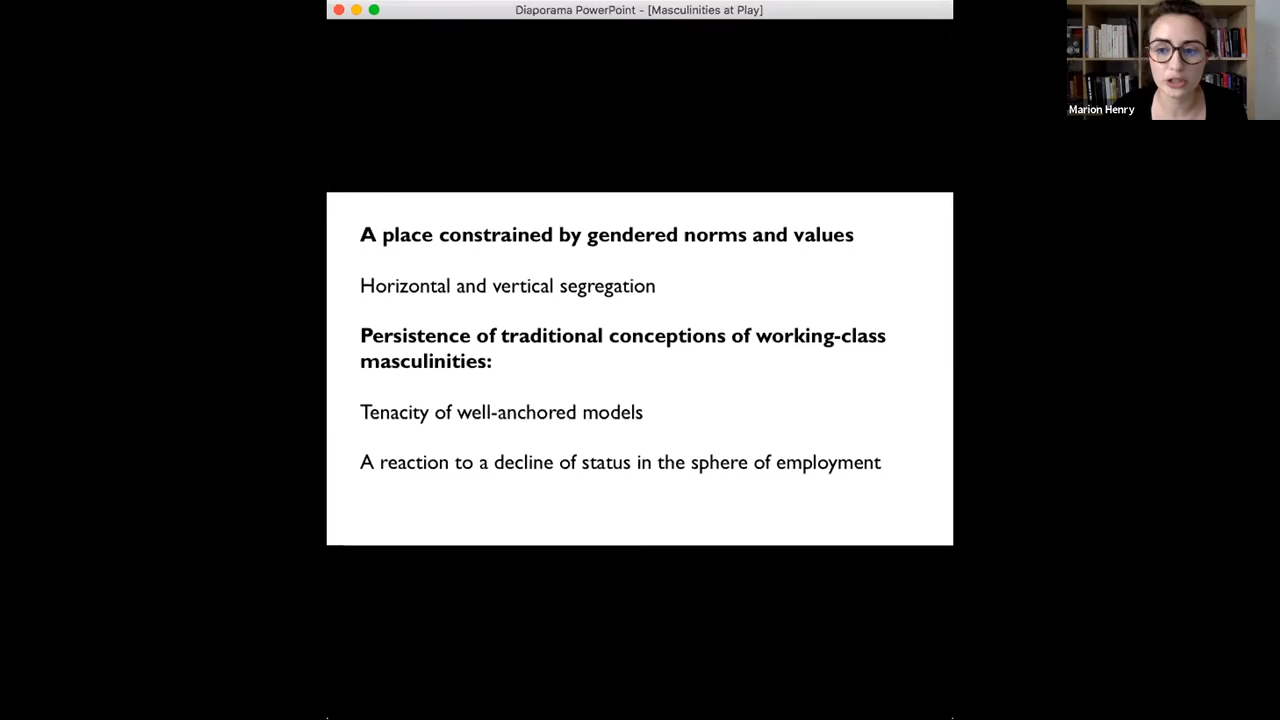 Diaporama PowerPoint - [Masculinities at Play]
Marion Henry
A place constrained by gendered norms and values
Horizontal and vertical segregation
Persistence of traditional conceptions of working-class
masculinities:
Tenacity of well-anchored models
A reaction to a decline of status in the sphere of employment